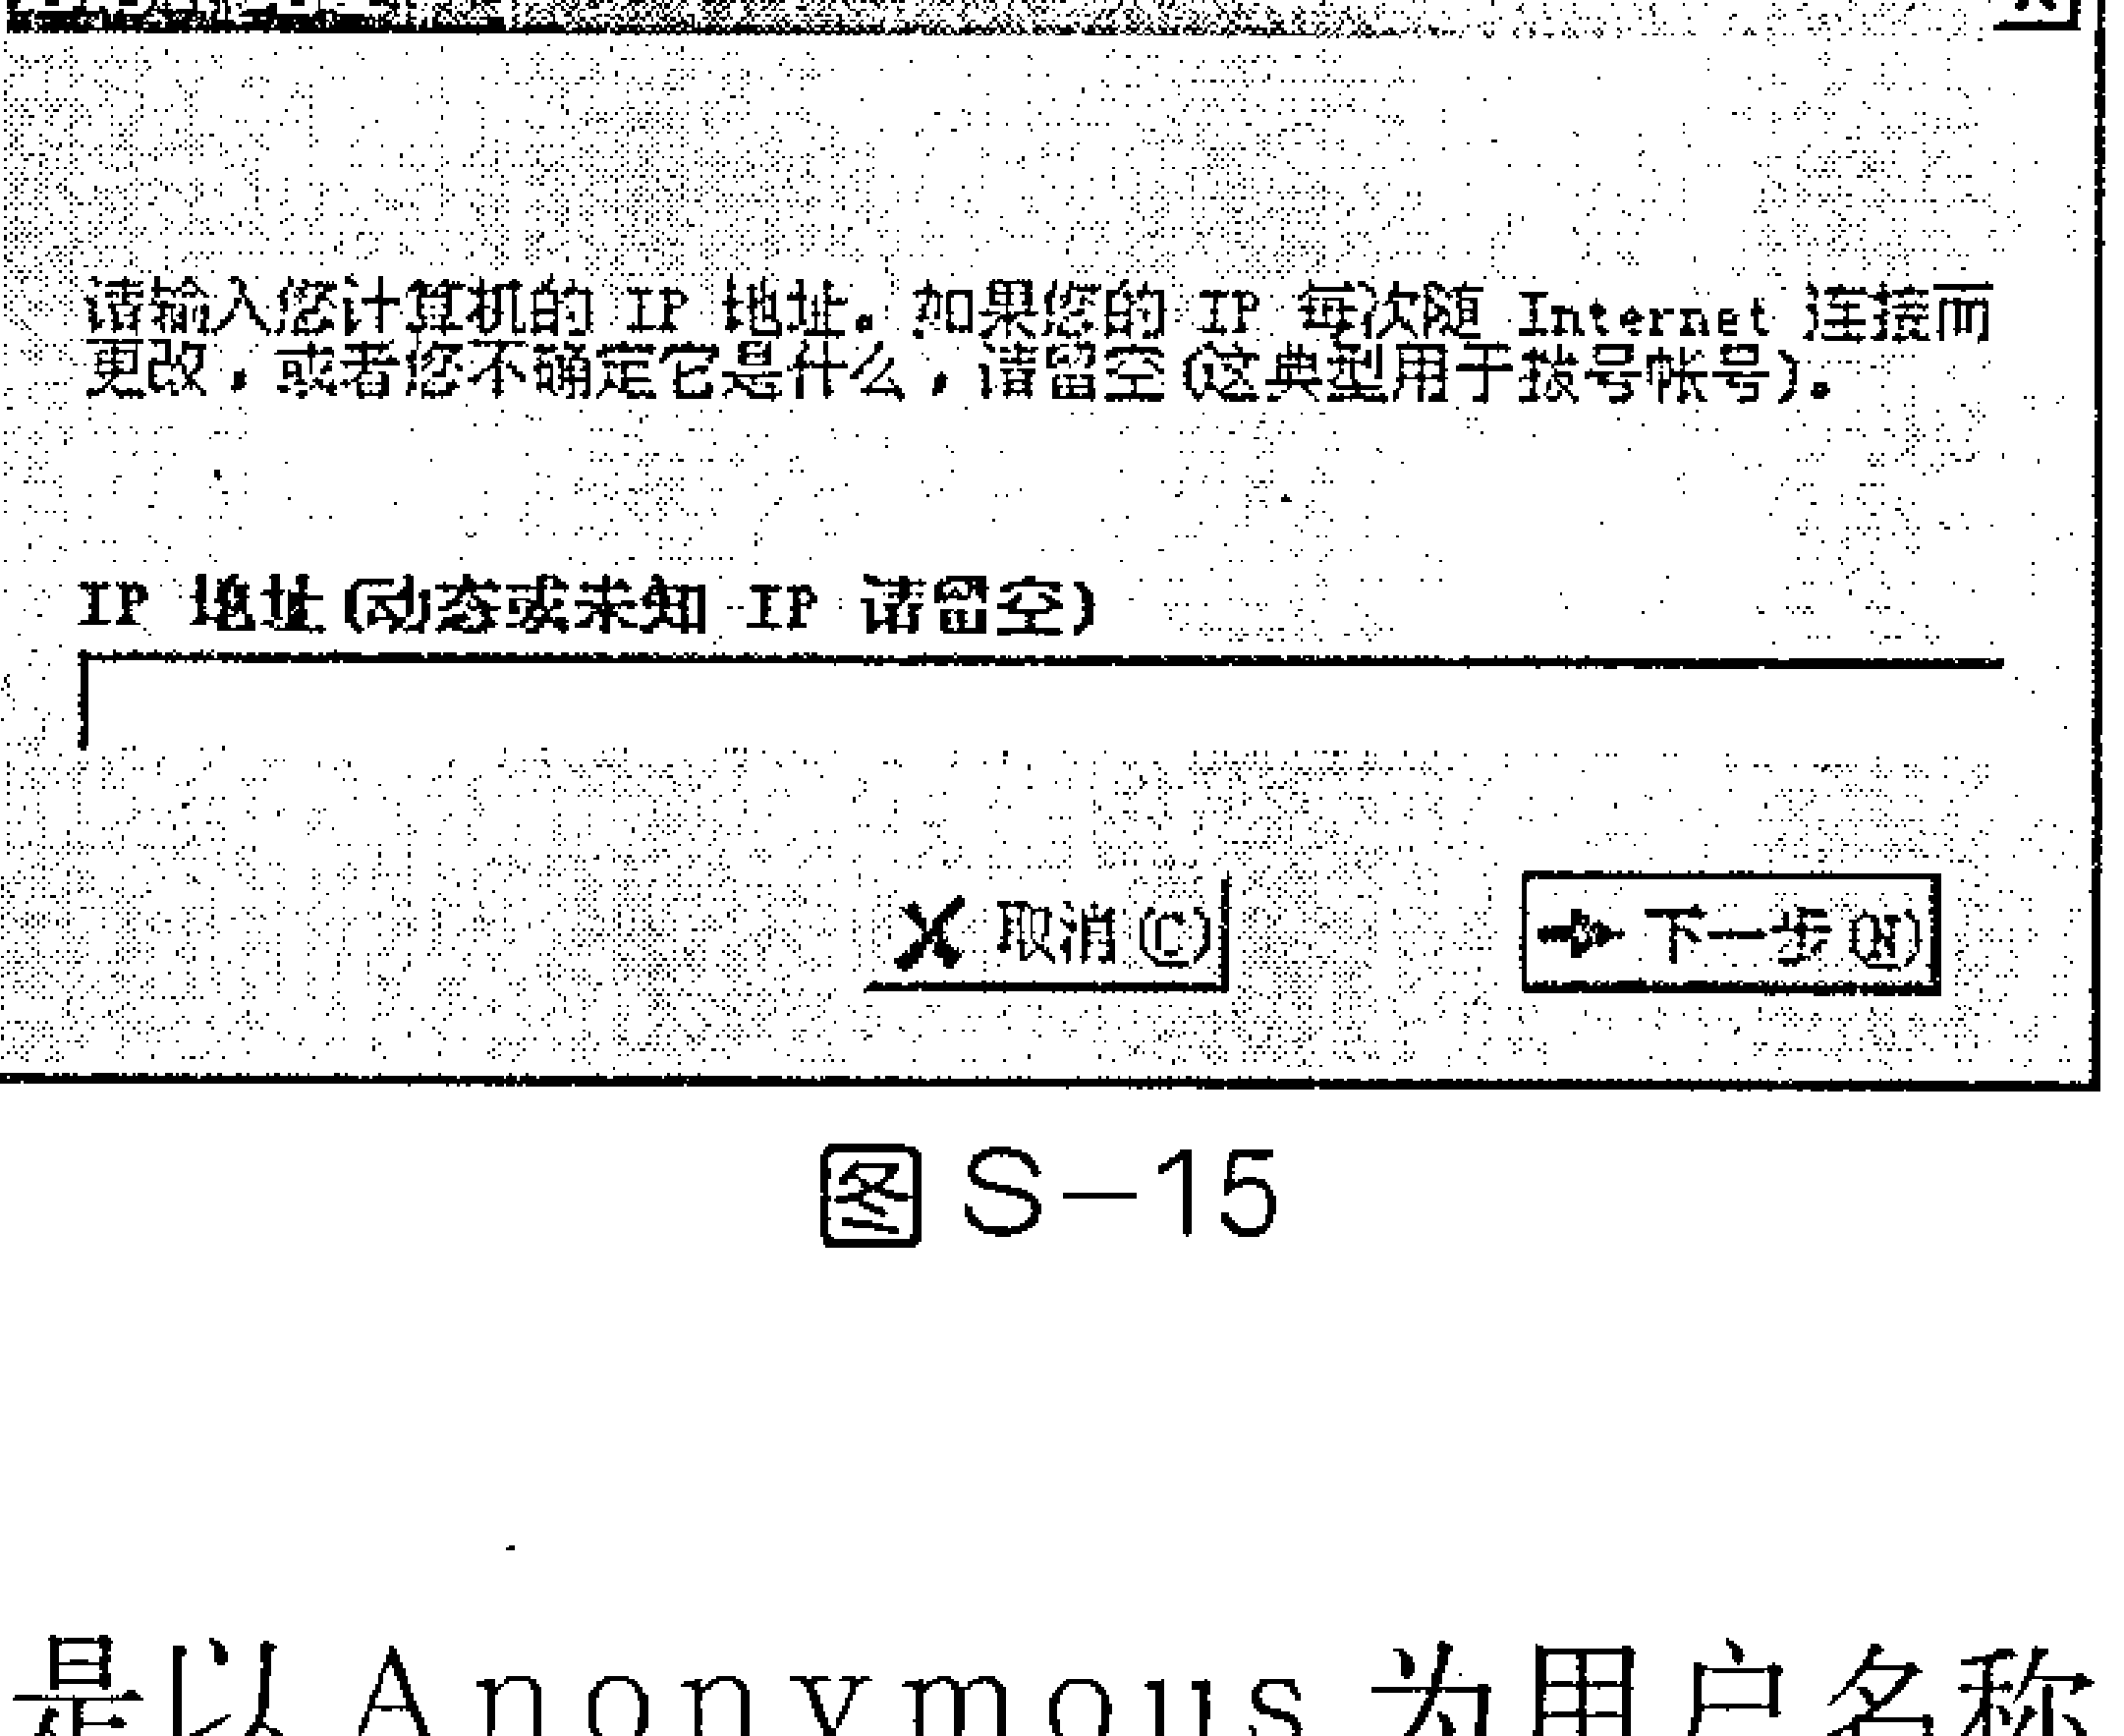 请输入您计算机的 IP 地址。如果您的 IP 每次随 Internet 连接而
更改，或者您不确定它是什么，请留空(这典型用于拨号帐号)。
IP 地址(动态或未知 IP 请留空)
取消(C) 下一步(N)
图 S-15
是以 Anonymous 为用户名称